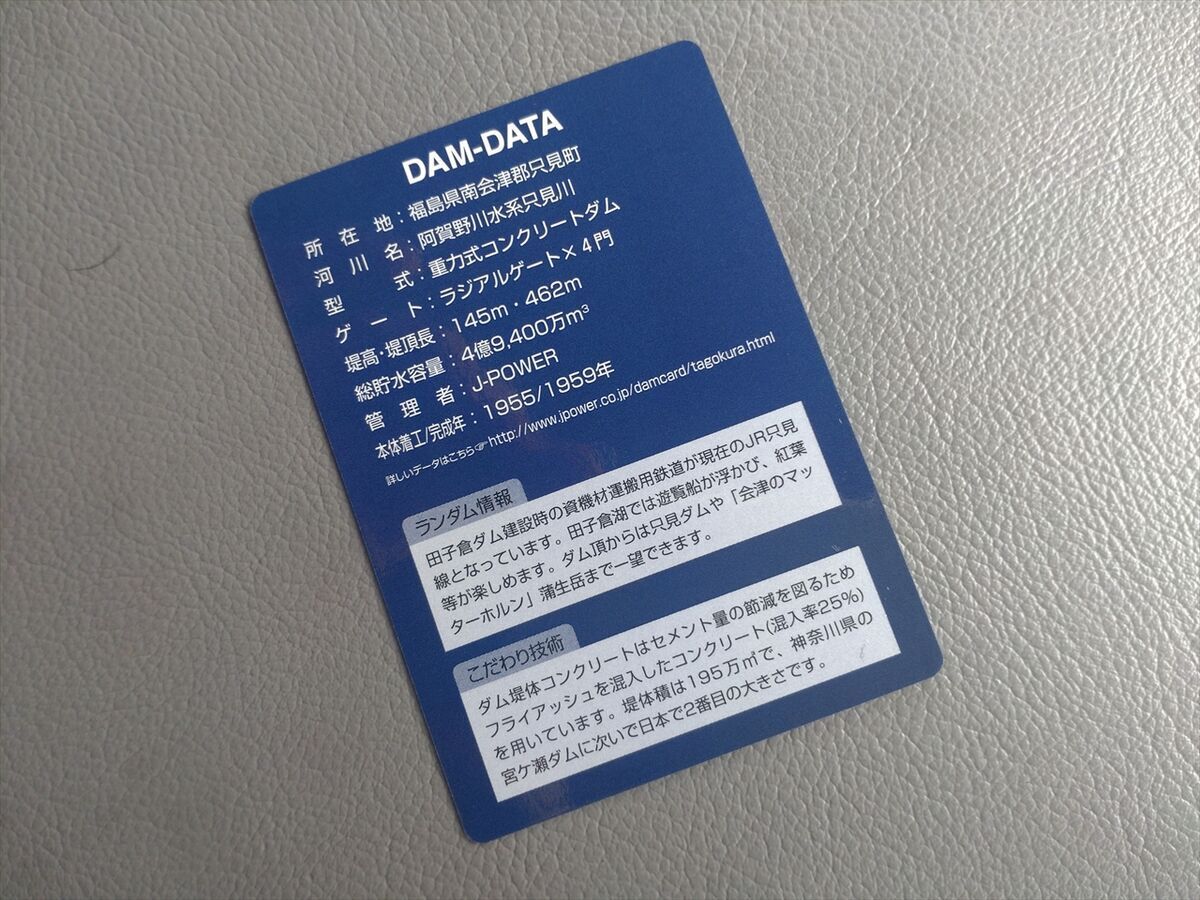 DAM-DATA
所在地：福島県南会津郡只見町
河川名：阿賀野川水系只見川
型式：重力式コンクリートダム
ゲート：ラジアルゲート×４門
堤高・堤頂長：145m・462m
総貯水容量：4億9,400万m³
管理者：J-POWER
本体着工/完成年：1955/1959年
詳しいデータはこちら☞http://www.jpower.co.jp/damcard/tagokura.html
ランダム情報
田子倉ダム建設時の資機材運搬用鉄道が現在のJR只見
線となっています。田子倉湖では遊覧船が浮かび、紅葉
等が楽しめます。ダム頂からは只見ダムや「会津のマッ
ターホルン」蒲生岳まで一望できます。
こだわり技術
ダム堤体コンクリートはセメント量の節減を図るため
フライアッシュを混入したコンクリート(混入率25%)
を用いています。堤体積は195万㎥で、神奈川県の
宮ケ瀬ダムに次いで日本で2番目の大きさです。